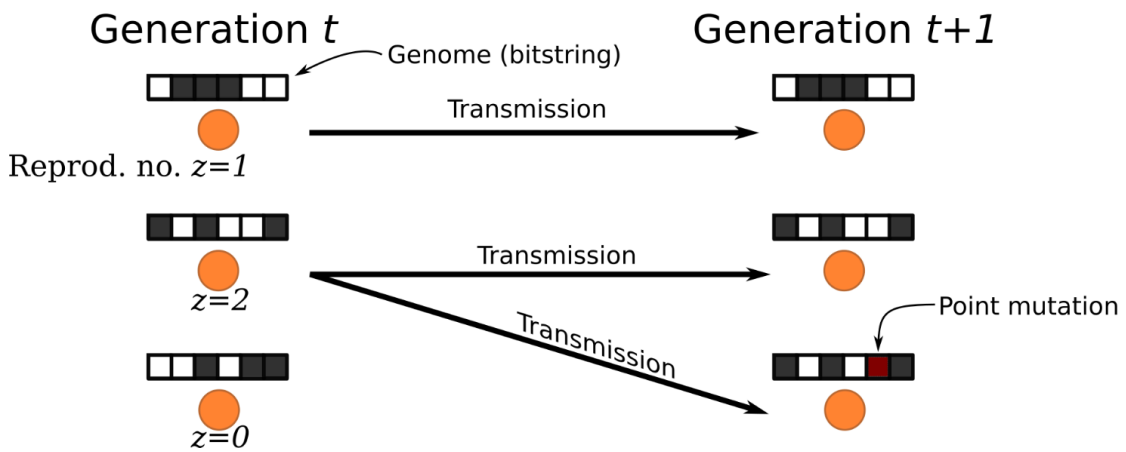 Generation t
Generation t+1
Genome (bitstring)
Transmission
Reprod. no. z=1
Transmission
z=2
Point mutation
Transmission
z=0